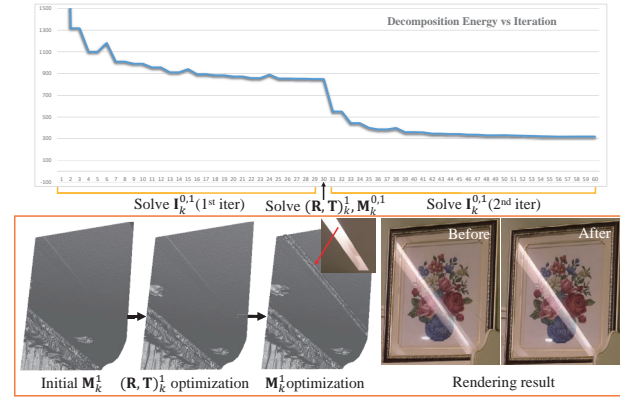 Decomposition Energy vs Iteration
1500
1300
1100
900
700
500
300
100
-100
1 2 3 4 5 6 7 8 9 10 11 12 13 14 15 16 17 18 19 20 21 22 23 24 25 26 27 28 29 30 31 32 33 34 35 36 37 38 39 40 41 42 43 44 45 46 47 48 49 50 51 52 53 54 55 56 57 58 59 60
Solve I_k^{0,1}(1st iter) Solve (R, T)_k^1, M_k^{0,1} Solve I_k^{0,1}(2nd iter)
Before After
Initial M_k^1 (R, T)_k^1 optimization M_k^1 optimization Rendering result